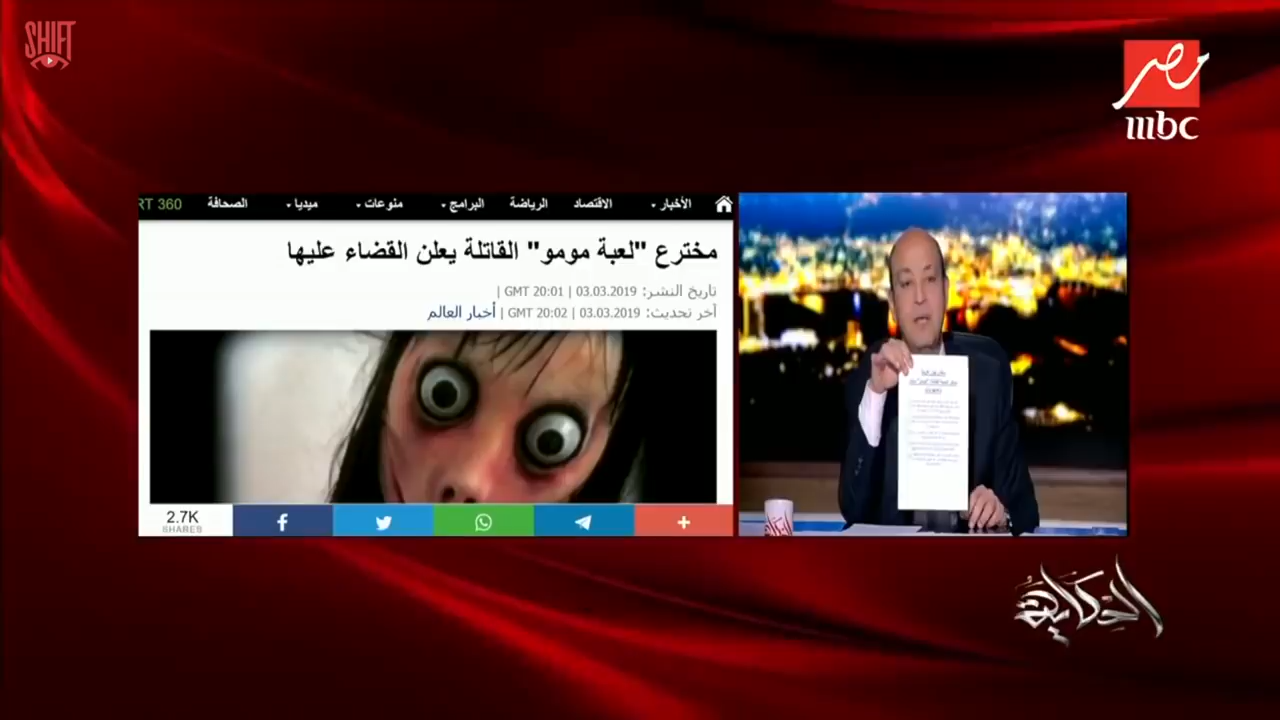 SHIFT
مصر
mbc
RT 360
الصحافة
ميديا
منوعات
البرامج
الرياضة
الاقتصاد
الأخبار
مخترع "لعبة مومو" القاتلة يعلن القضاء عليها
تاريخ النشر: 03.03.2019 | 20:01 GMT |
آخر تحديث: 03.03.2019 | 20:02 GMT | أخبار العالم
2.7K
SHARES
الحكاية